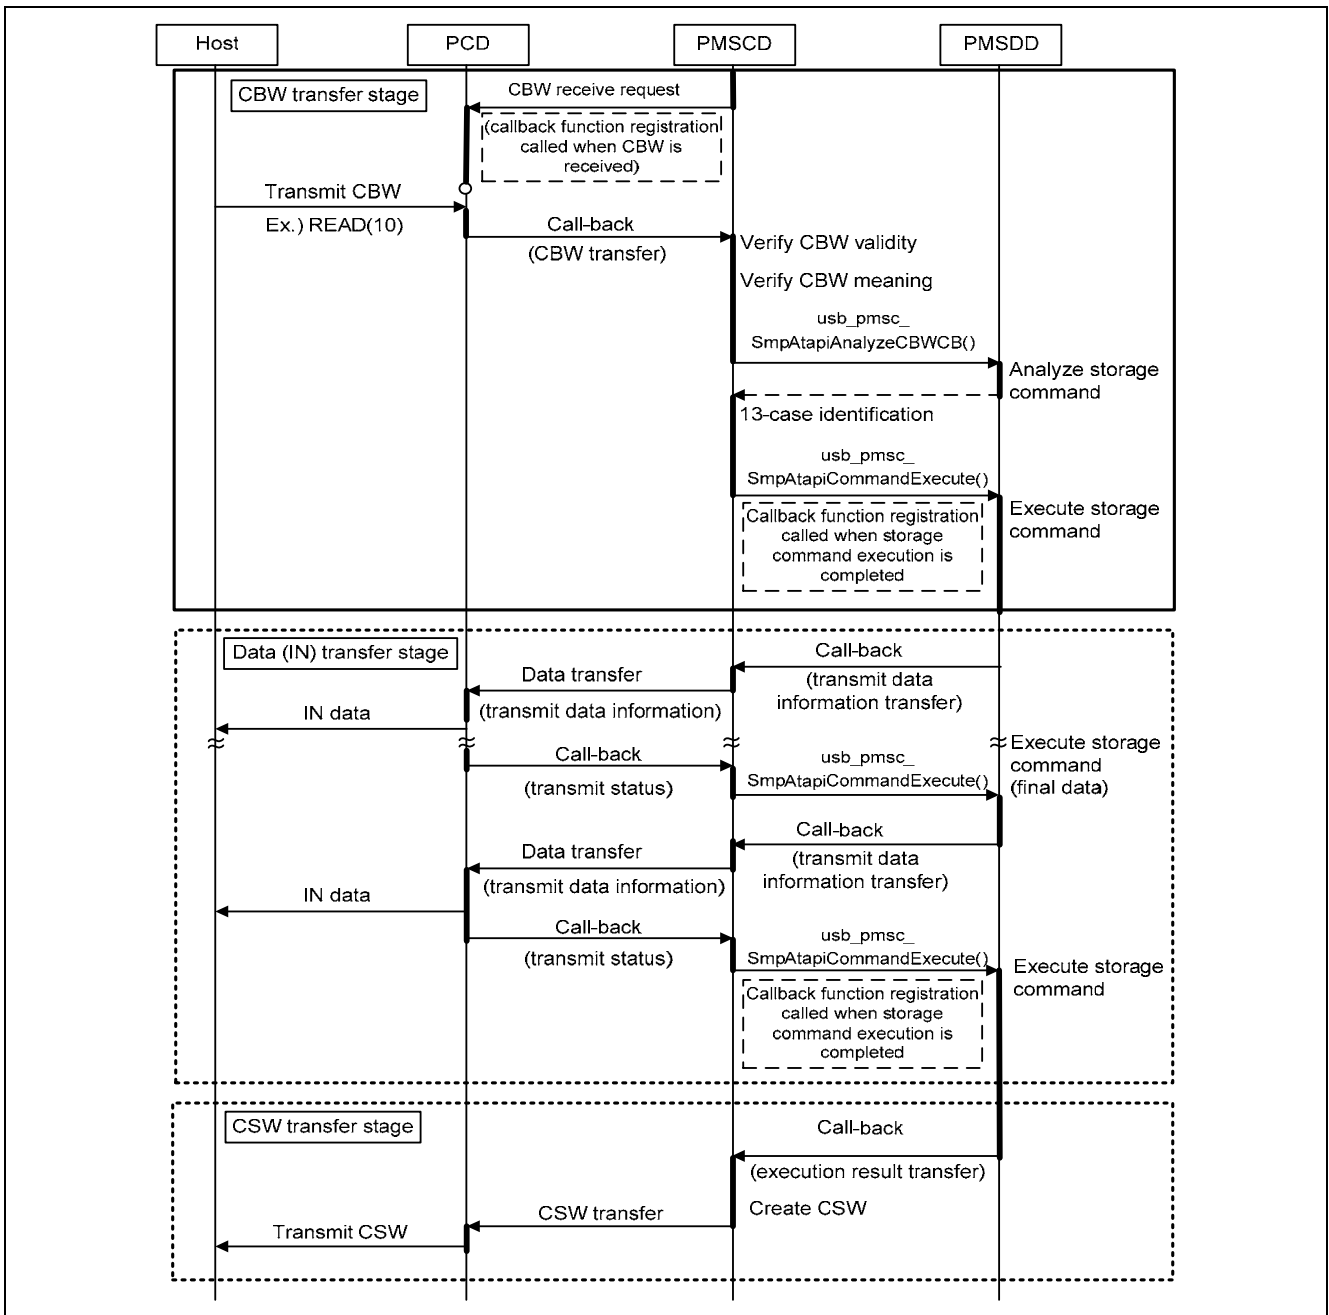 Host
PCD
PMSCD
PMSDD
CBW transfer stage
CBW receive request
(callback function registration
called when CBW is
received)
Transmit CBW
Ex.) READ(10)
Call-back
(CBW transfer)
Verify CBW validity
Verify CBW meaning
usb_pmsc_
SmpAtapiAnalyzeCBWCB()
Analyze storage
command
13-case identification
usb_pmsc_
SmpAtapiCommandExecute()
Execute storage
command
Callback function registration
called when storage
command execution is
completed
Data (IN) transfer stage
Call-back
(transmit data
information transfer)
Data transfer
(transmit data information)
IN data
Call-back
(transmit status)
usb_pmsc_
SmpAtapiCommandExecute()
Execute storage
command
(final data)
Call-back
(transmit data
information transfer)
Data transfer
(transmit data information)
IN data
Call-back
(transmit status)
usb_pmsc_
SmpAtapiCommandExecute()
Execute storage
command
Callback function registration
called when storage
command execution is
completed
CSW transfer stage
Call-back
(execution result transfer)
Create CSW
CSW transfer
Transmit CSW